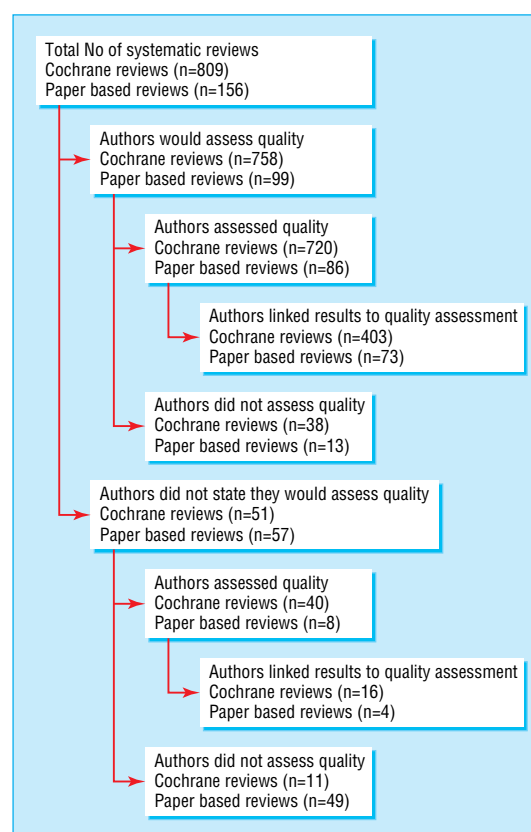 Total No of systematic reviews
Cochrane reviews (n=809)
Paper based reviews (n=156)
Authors would assess quality
Cochrane reviews (n=758)
Paper based reviews (n=99)
Authors assessed quality
Cochrane reviews (n=720)
Paper based reviews (n=86)
Authors linked results to quality assessment
Cochrane reviews (n=403)
Paper based reviews (n=73)
Authors did not assess quality
Cochrane reviews (n=38)
Paper based reviews (n=13)
Authors did not state they would assess quality
Cochrane reviews (n=51)
Paper based reviews (n=57)
Authors assessed quality
Cochrane reviews (n=40)
Paper based reviews (n=8)
Authors linked results to quality assessment
Cochrane reviews (n=16)
Paper based reviews (n=4)
Authors did not assess quality
Cochrane reviews (n=11)
Paper based reviews (n=49)